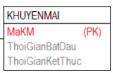 KHUYENMAI
MaKM (PK)
ThoiGianBatDau
ThoiGianKetThuc